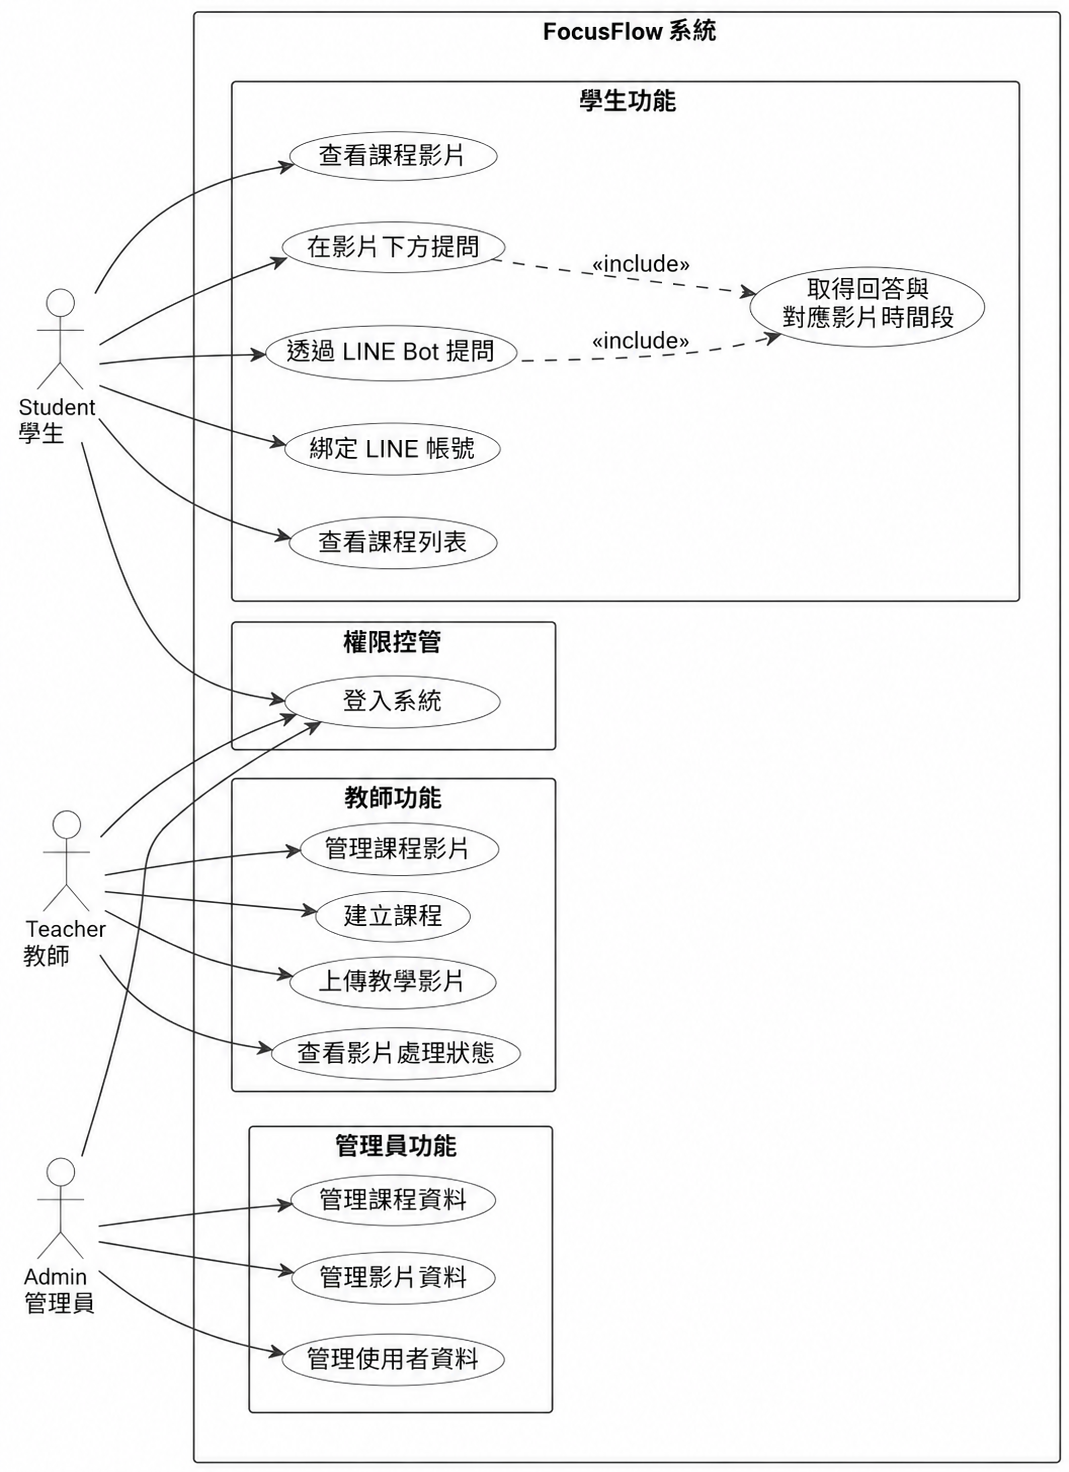 FocusFlow 系統
學生功能
查看課程影片
在影片下方提問
«include»
取得回答與
對應影片時間段
透過 LINE Bot 提問
«include»
綁定 LINE 帳號
查看課程列表
Student
學生
權限控管
登入系統
教師功能
管理課程影片
建立課程
上傳教學影片
查看影片處理狀態
Teacher
教師
管理員功能
管理課程資料
管理影片資料
管理使用者資料
Admin
管理員